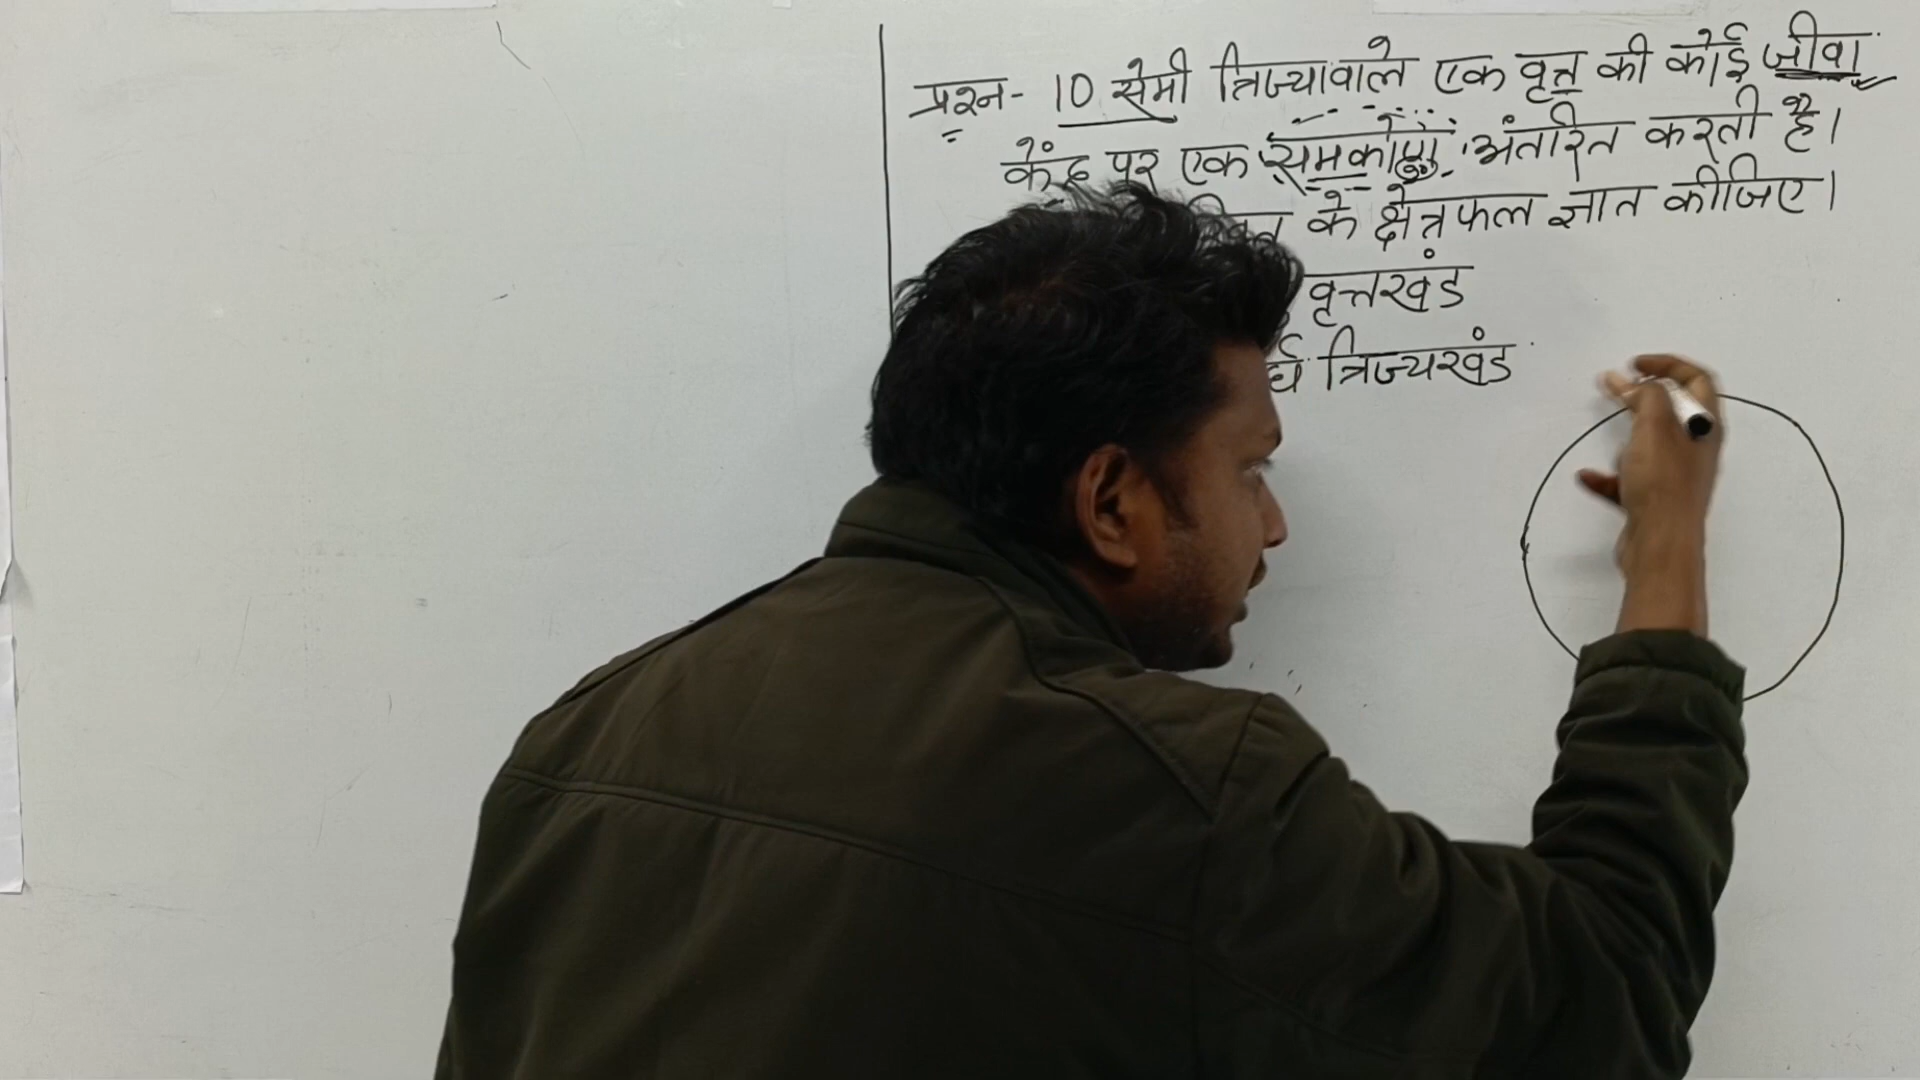 प्रश्न- 10 सेमी त्रिज्यावाले एक वृत्त की कोई जीवा
केंद्र पर एक समकोण अंतरित करती है।
के क्षेत्रफल ज्ञात कीजिए।
वृत्तखंड
त्रिज्यखंड